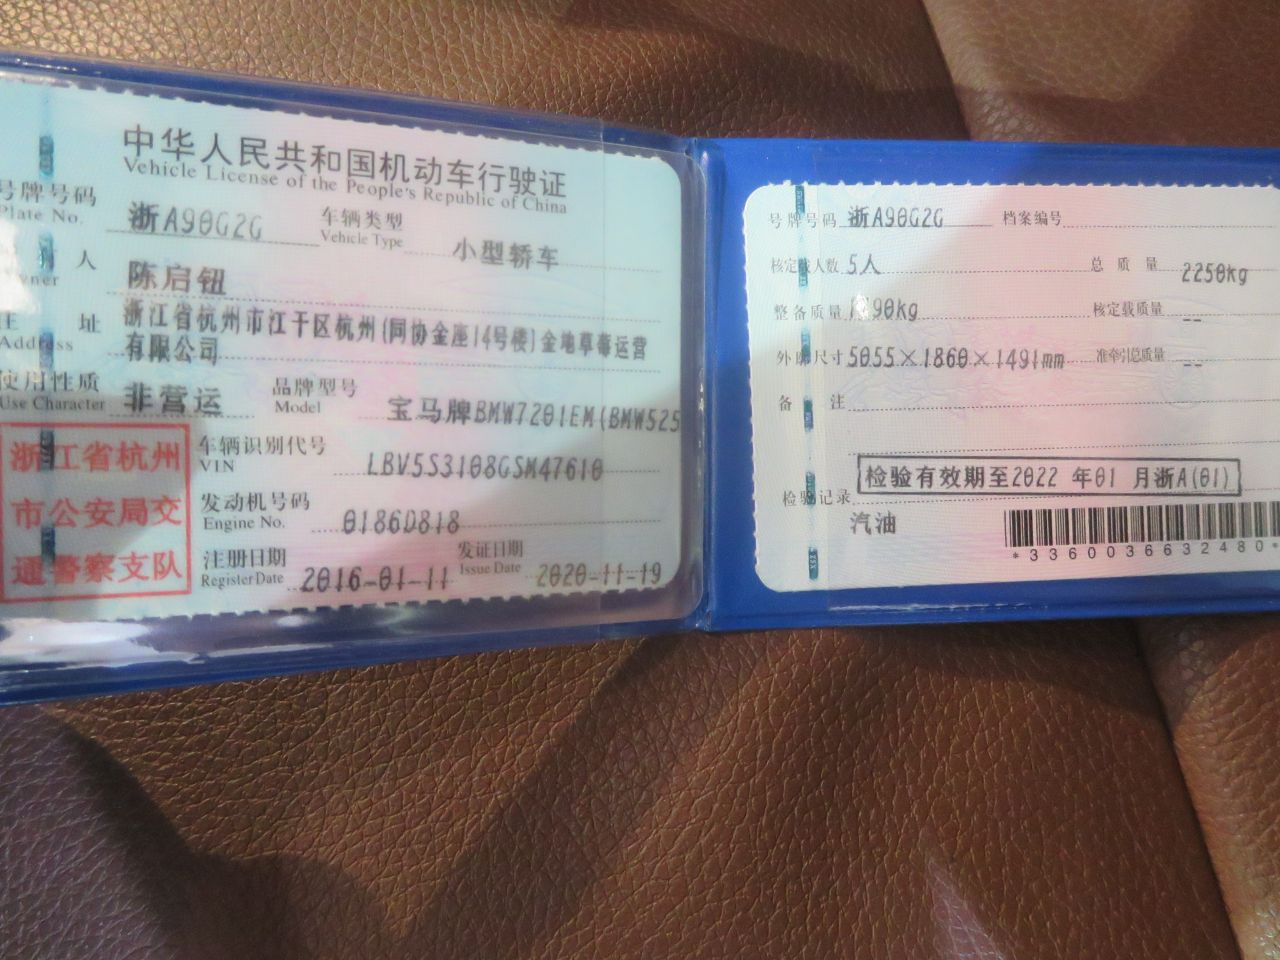 中华人民共和国机动车行驶证
Vehicle License of the People's Republic of China
号牌号码 浙A90G2G 车辆类型 小型轿车
Plate No. Vehicle Type
人 陈启钮
址 浙江省杭州市江干区杭州(同协金座14号楼)金地草莓运营
Address 有限公司
使用性质 非营运 品牌型号 宝马牌BMW7201EM(BMW525
Use Character Model
车辆识别代号 LBV5S3108GSM47610
VIN
发动机号码 0186D818
Engine No.
注册日期 2016-01-11 发证日期 2020-11-19
Register Date Issue Date
浙江省杭州
市公安局交
通警察支队
号牌号码 浙A90G2G 档案编号
核定载人数 5人 总质量 2250kg
整备质量 核定载质量 --
外廓尺寸 5055×1860×1491mm 准牵引总质量 --
备注
检验记录 检验有效期至2022 年01 月浙A(01)
汽油
*3360036632480*